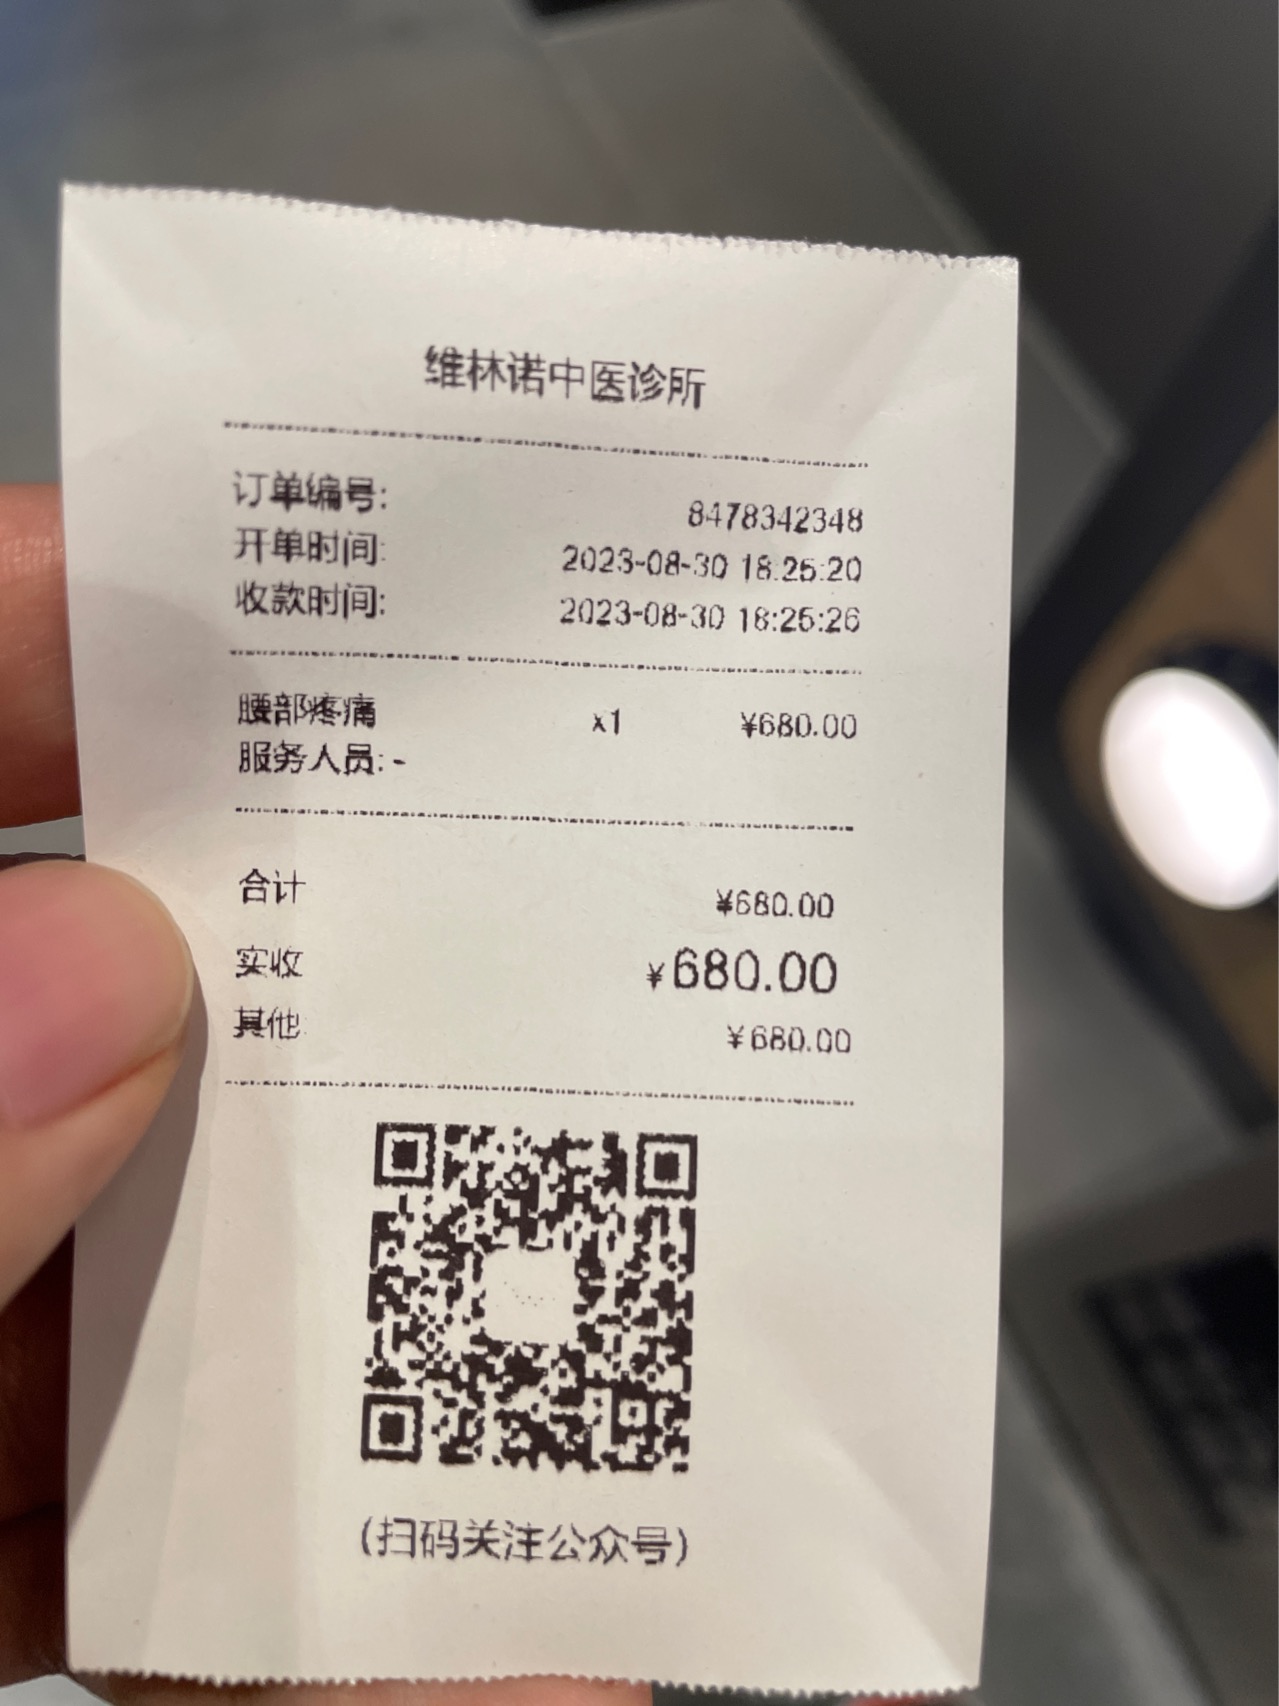 维林诺中医诊所
订单编号: 8478342348
开单时间: 2023-08-30 18:25:20
收款时间: 2023-08-30 18:25:26
腰部疼痛 x1 ¥680.00
服务人员: -
合计 ¥680.00
实收 ¥680.00
其他: ¥680.00
(扫码关注公众号)